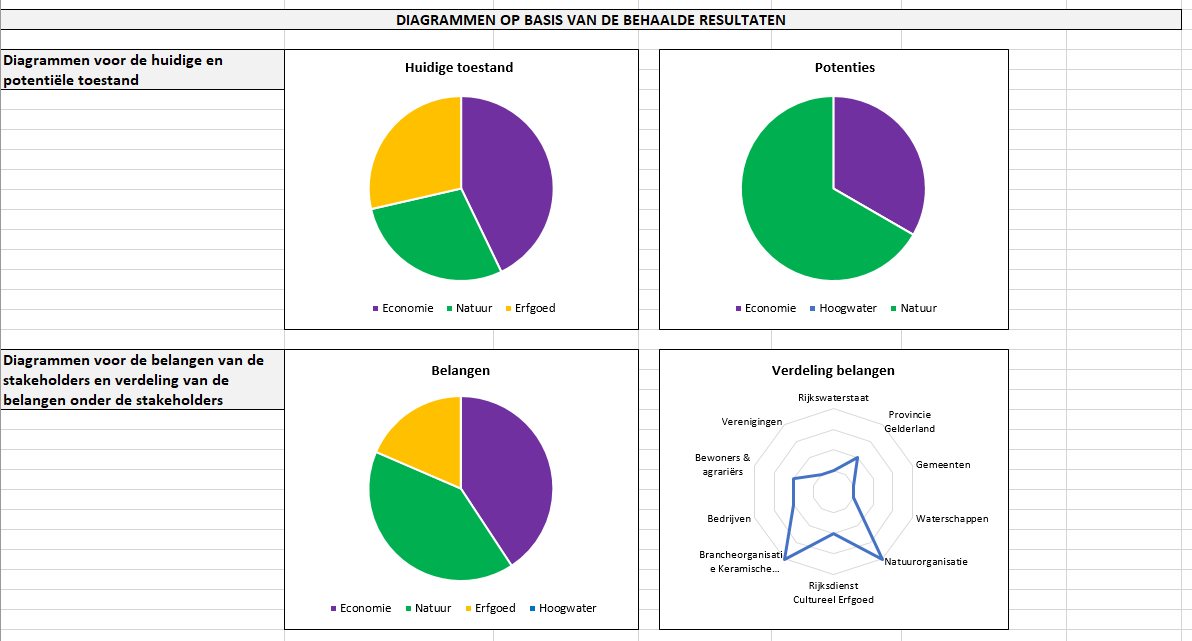 DIAGRAMMEN OP BASIS VAN DE BEHAALDE RESULTATEN
Diagrammen voor de huidige en
potentiële toestand
Huidige toestand
Economie Natuur Erfgoed
Potenties
Economie Hoogwater Natuur
Diagrammen voor de belangen van de
stakeholders en verdeling van de
belangen onder de stakeholders
Belangen
Economie Natuur Erfgoed Hoogwater
Verdeling belangen
Rijkswaterstaat
Provincie
Gelderland
Gemeenten
Waterschappen
Natuurorganisatie
Rijksdienst
Cultureel Erfgoed
Brancheorganisati
e Keramische...
Bedrijven
Bewoners &
agrariërs
Verenigingen